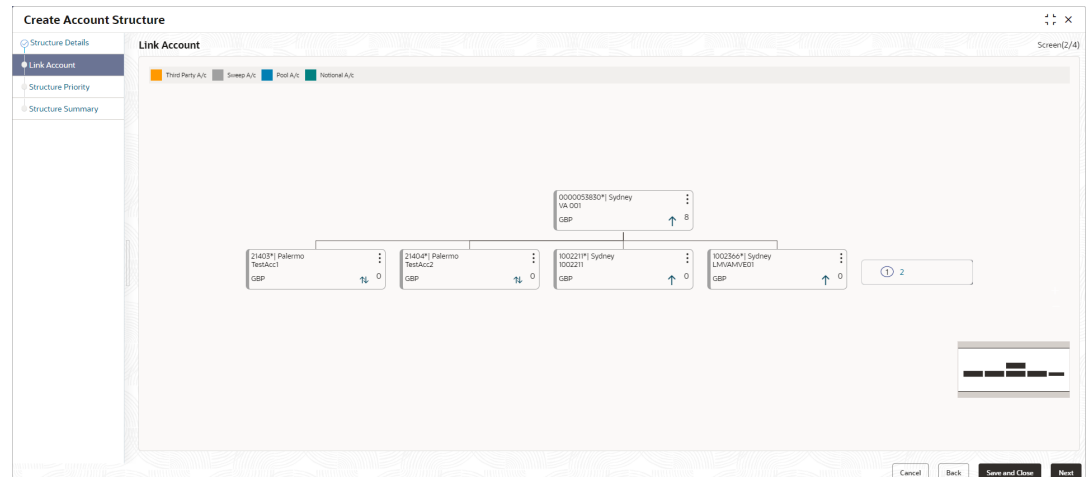 Create Account Structure
Structure Details
Link Account
Structure Priority
Structure Summary
Link Account
Screen(2/4)
Third Party A/c Sweep A/c Pool A/c Notional A/c
0000053830*| Sydney
VA 001
GBP 8
21403*| Palermo
TestAcc1
GBP 0
21404*| Palermo
TestAcc2
GBP 0
1002211*| Sydney
1002211
GBP 0
1002366*| Sydney
LMVAMVE01
GBP 0
1 2
Cancel Back Save and Close Next